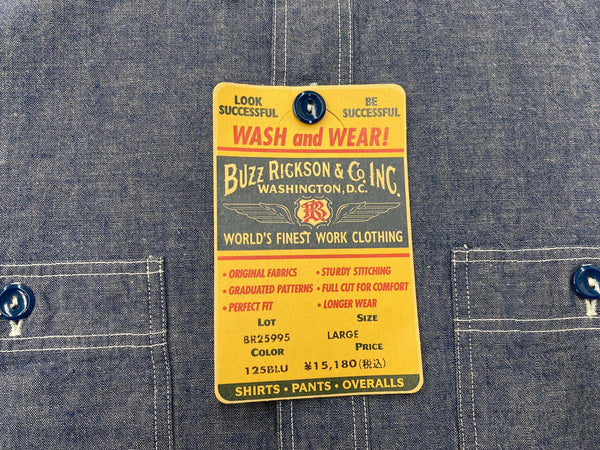 LOOK SUCCESSFUL
BE SUCCESSFUL
WASH and WEAR!
BUZZ RICKSON & Co. INC.
WASHINGTON, D.C.
BR
WORLD'S FINEST WORK CLOTHING
• ORIGINAL FABRICS • STURDY STITCHING
• GRADUATED PATTERNS • FULL CUT FOR COMFORT
• PERFECT FIT • LONGER WEAR
LOT SIZE
BR25995 LARGE
COLOR PRICE
125BLU ¥15,180(税込)
SHIRTS • PANTS • OVERALLS